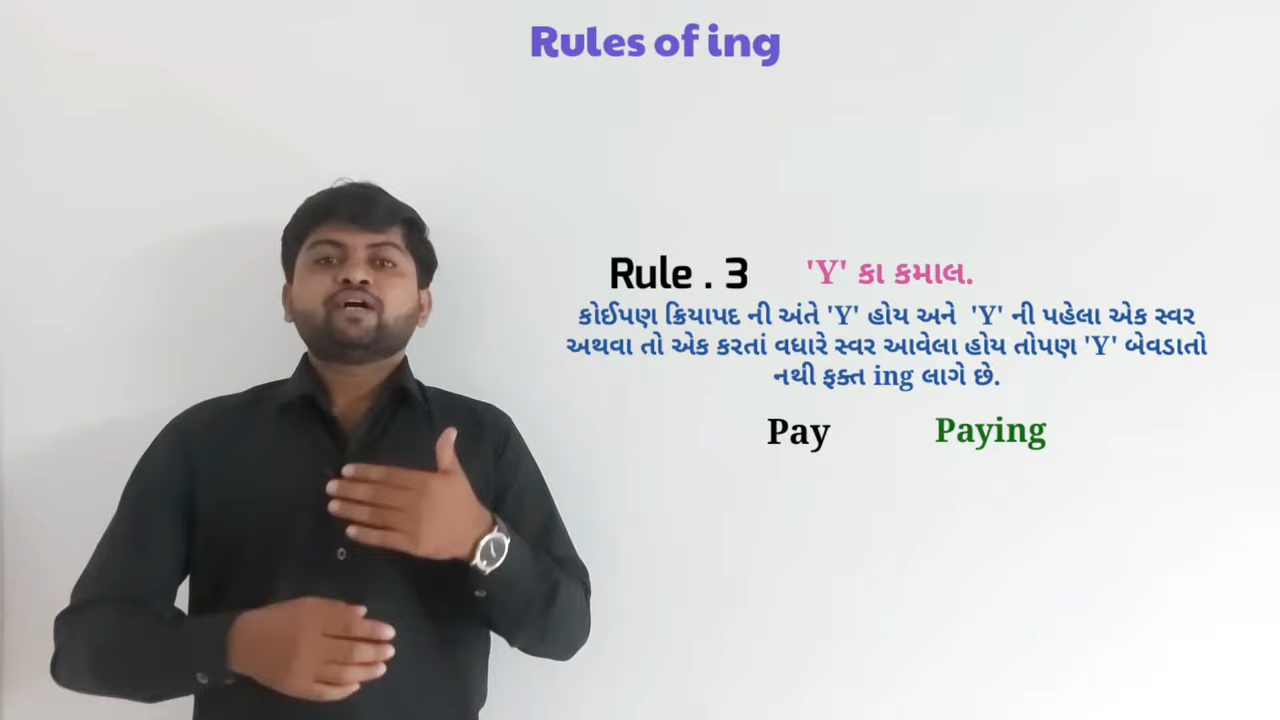 Rules of ing
Rule . 3 'Y' કા કમાલ.
કોઈપણ ક્રિયાપદ ની અંતે 'Y' હોય અને 'Y' ની પહેલા એક સ્વર
અથવા તો એક કરતાં વધારે સ્વર આવેલા હોય તોપણ 'Y' બેવડાતો
નથી ફક્ત ing લાગે છે.
Pay Paying